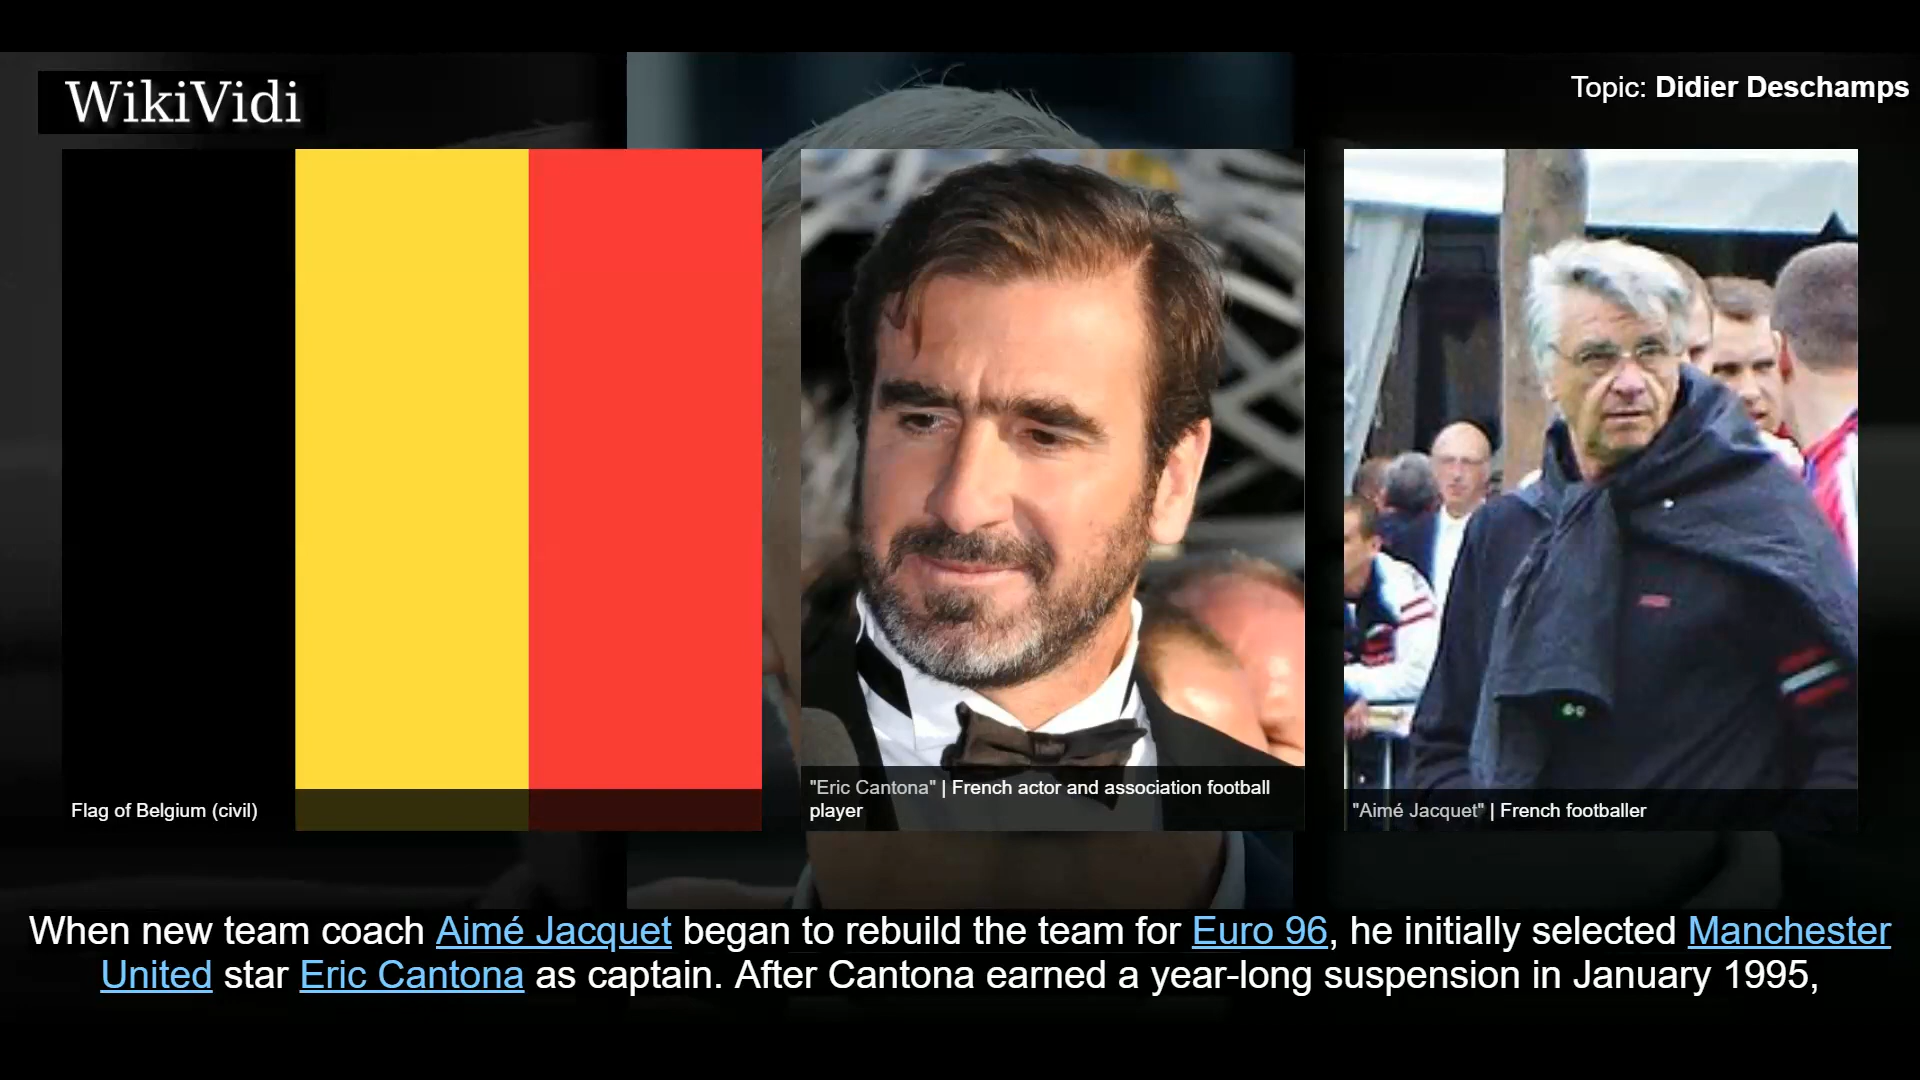 WikiVidi
Topic: Didier Deschamps
Flag of Belgium (civil)
"Eric Cantona" | French actor and association football
player
"Aimé Jacquet" | French footballer
When new team coach Aimé Jacquet began to rebuild the team for Euro 96, he initially selected Manchester
United star Eric Cantona as captain. After Cantona earned a year-long suspension in January 1995,